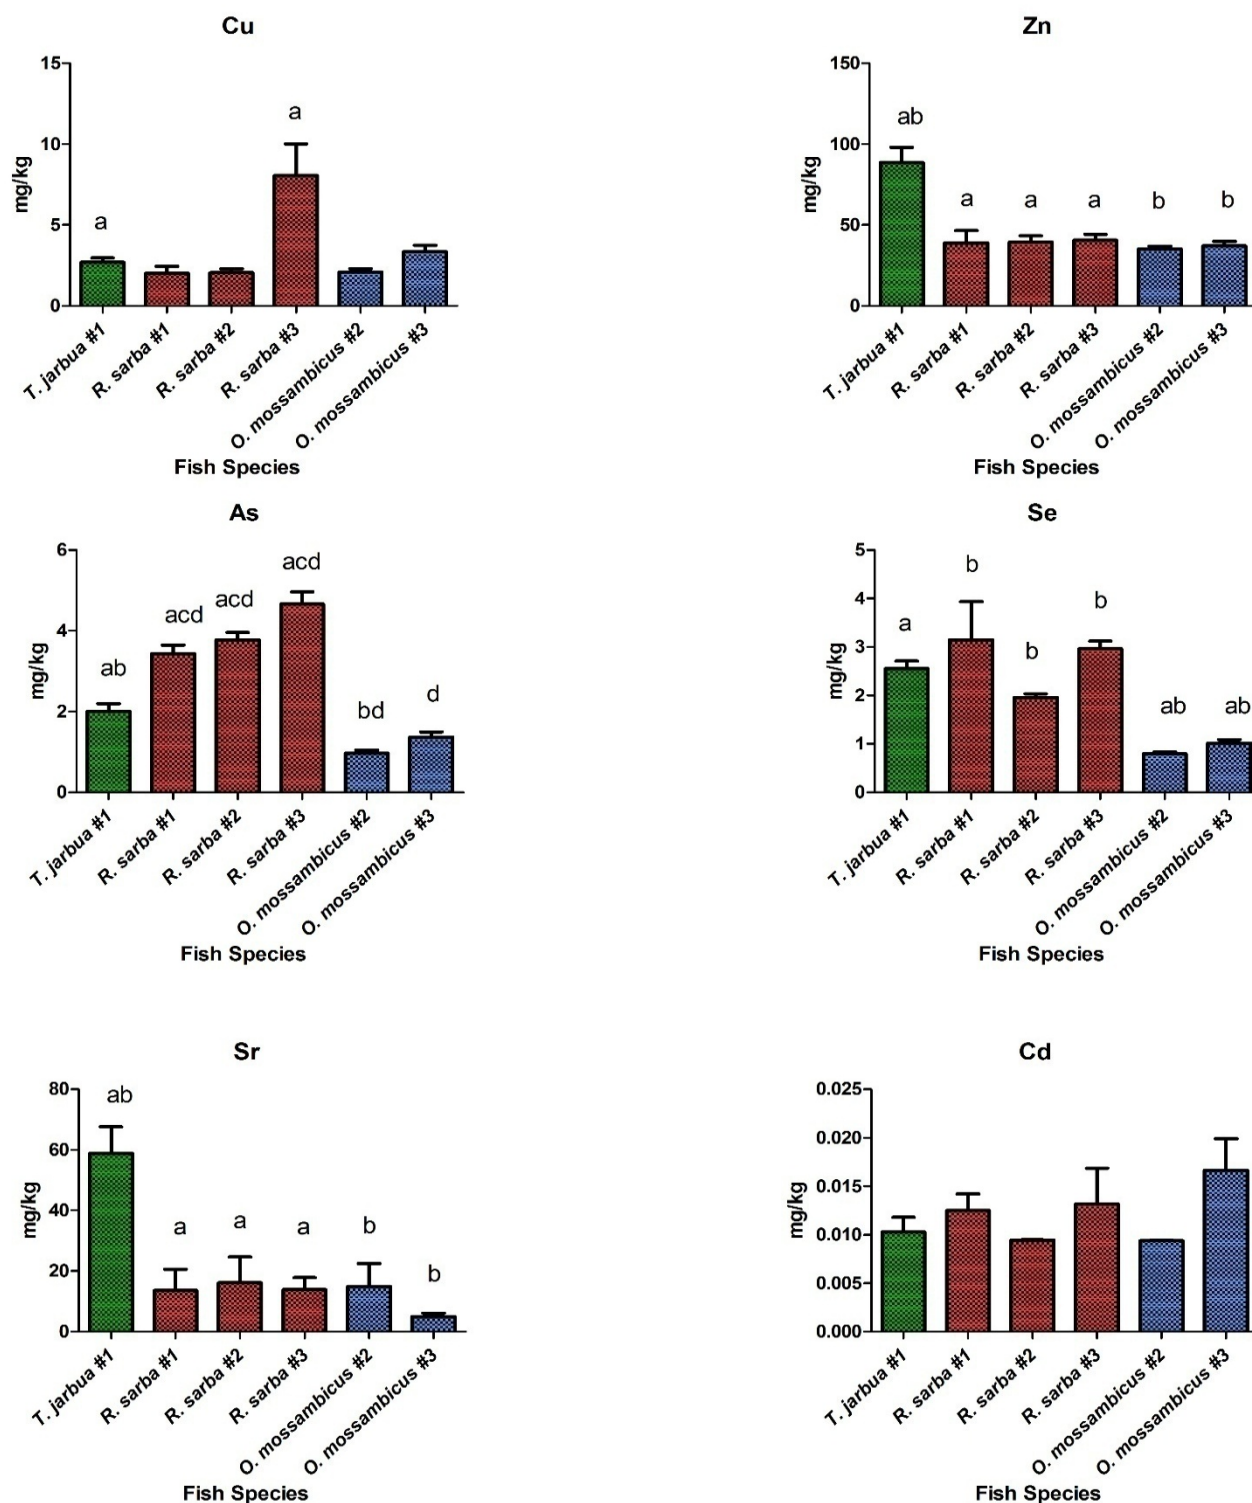 Cu
15
10
5
0
mg/kg
a
a
T. jarbua #1
R. sarba #1
R. sarba #2
R. sarba #3
O. mossambicus #2
O. mossambicus #3
Fish Species
Zn
150
100
50
0
mg/kg
ab
a
a
a
b
b
T. jarbua #1
R. sarba #1
R. sarba #2
R. sarba #3
O. mossambicus #2
O. mossambicus #3
Fish Species
As
6
4
2
0
mg/kg
ab
acd
acd
acd
bd
d
T. jarbua #1
R. sarba #1
R. sarba #2
R. sarba #3
O. mossambicus #2
O. mossambicus #3
Fish Species
Se
5
4
3
2
1
0
mg/kg
a
b
b
b
ab
ab
T. jarbua #1
R. sarba #1
R. sarba #2
R. sarba #3
O. mossambicus #2
O. mossambicus #3
Fish Species
Sr
80
60
40
20
0
mg/kg
ab
a
a
a
b
b
T. jarbua #1
R. sarba #1
R. sarba #2
R. sarba #3
O. mossambicus #2
O. mossambicus #3
Fish Species
Cd
0.025
0.020
0.015
0.010
0.005
0.000
mg/kg
T. jarbua #1
R. sarba #1
R. sarba #2
R. sarba #3
O. mossambicus #2
O. mossambicus #3
Fish Species